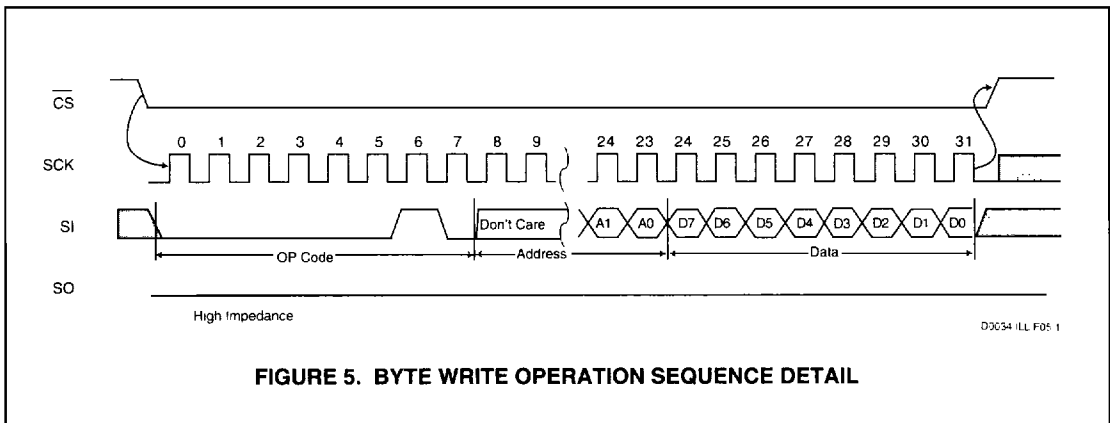 CS
0 1 2 3 4 5 6 7 8 9 24 23 24 25 26 27 28 29 30 31
SCK
SI
Don't Care A1 A0 D7 D6 D5 D4 D3 D2 D1 D0
OP Code Address Data
SO
High Impedance
D0034 ILL F05 1
FIGURE 5. BYTE WRITE OPERATION SEQUENCE DETAIL